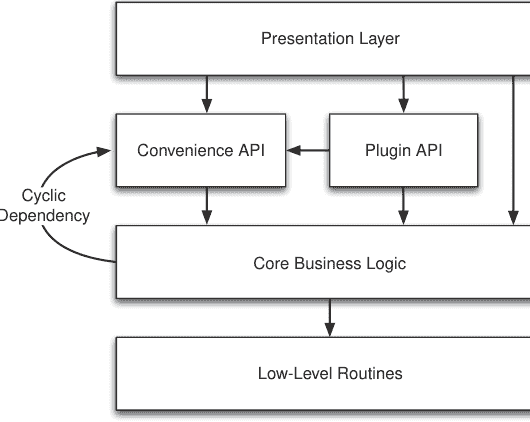 Presentation Layer
Convenience API
Plugin API
Cyclic
Dependency
Core Business Logic
Low-Level Routines